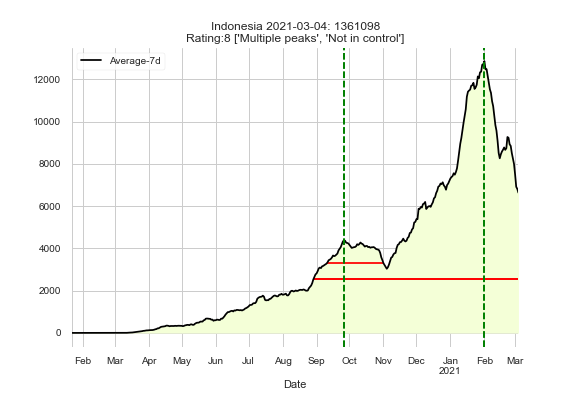 Indonesia 2021-03-04: 1361098
Rating:8 ['Multiple peaks', 'Not in control']
Average-7d
12000
10000
8000
6000
4000
2000
0
Feb Mar Apr May Jun Jul Aug Sep Oct Nov Dec Jan Feb Mar
2021
Date